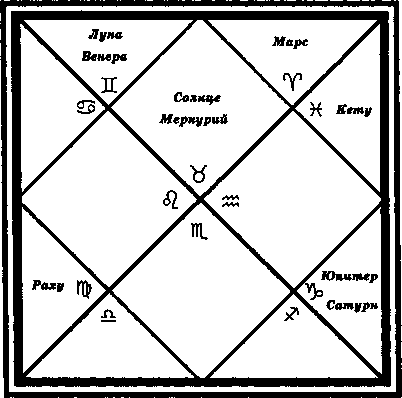 Луна
Венера
Марс
♊
♈
♋
Солнце
Меркурий
♓ Кету
♉
♌ ♒
♏
Раху ♍
♎
♐
♑
Юпитер
Сатурн